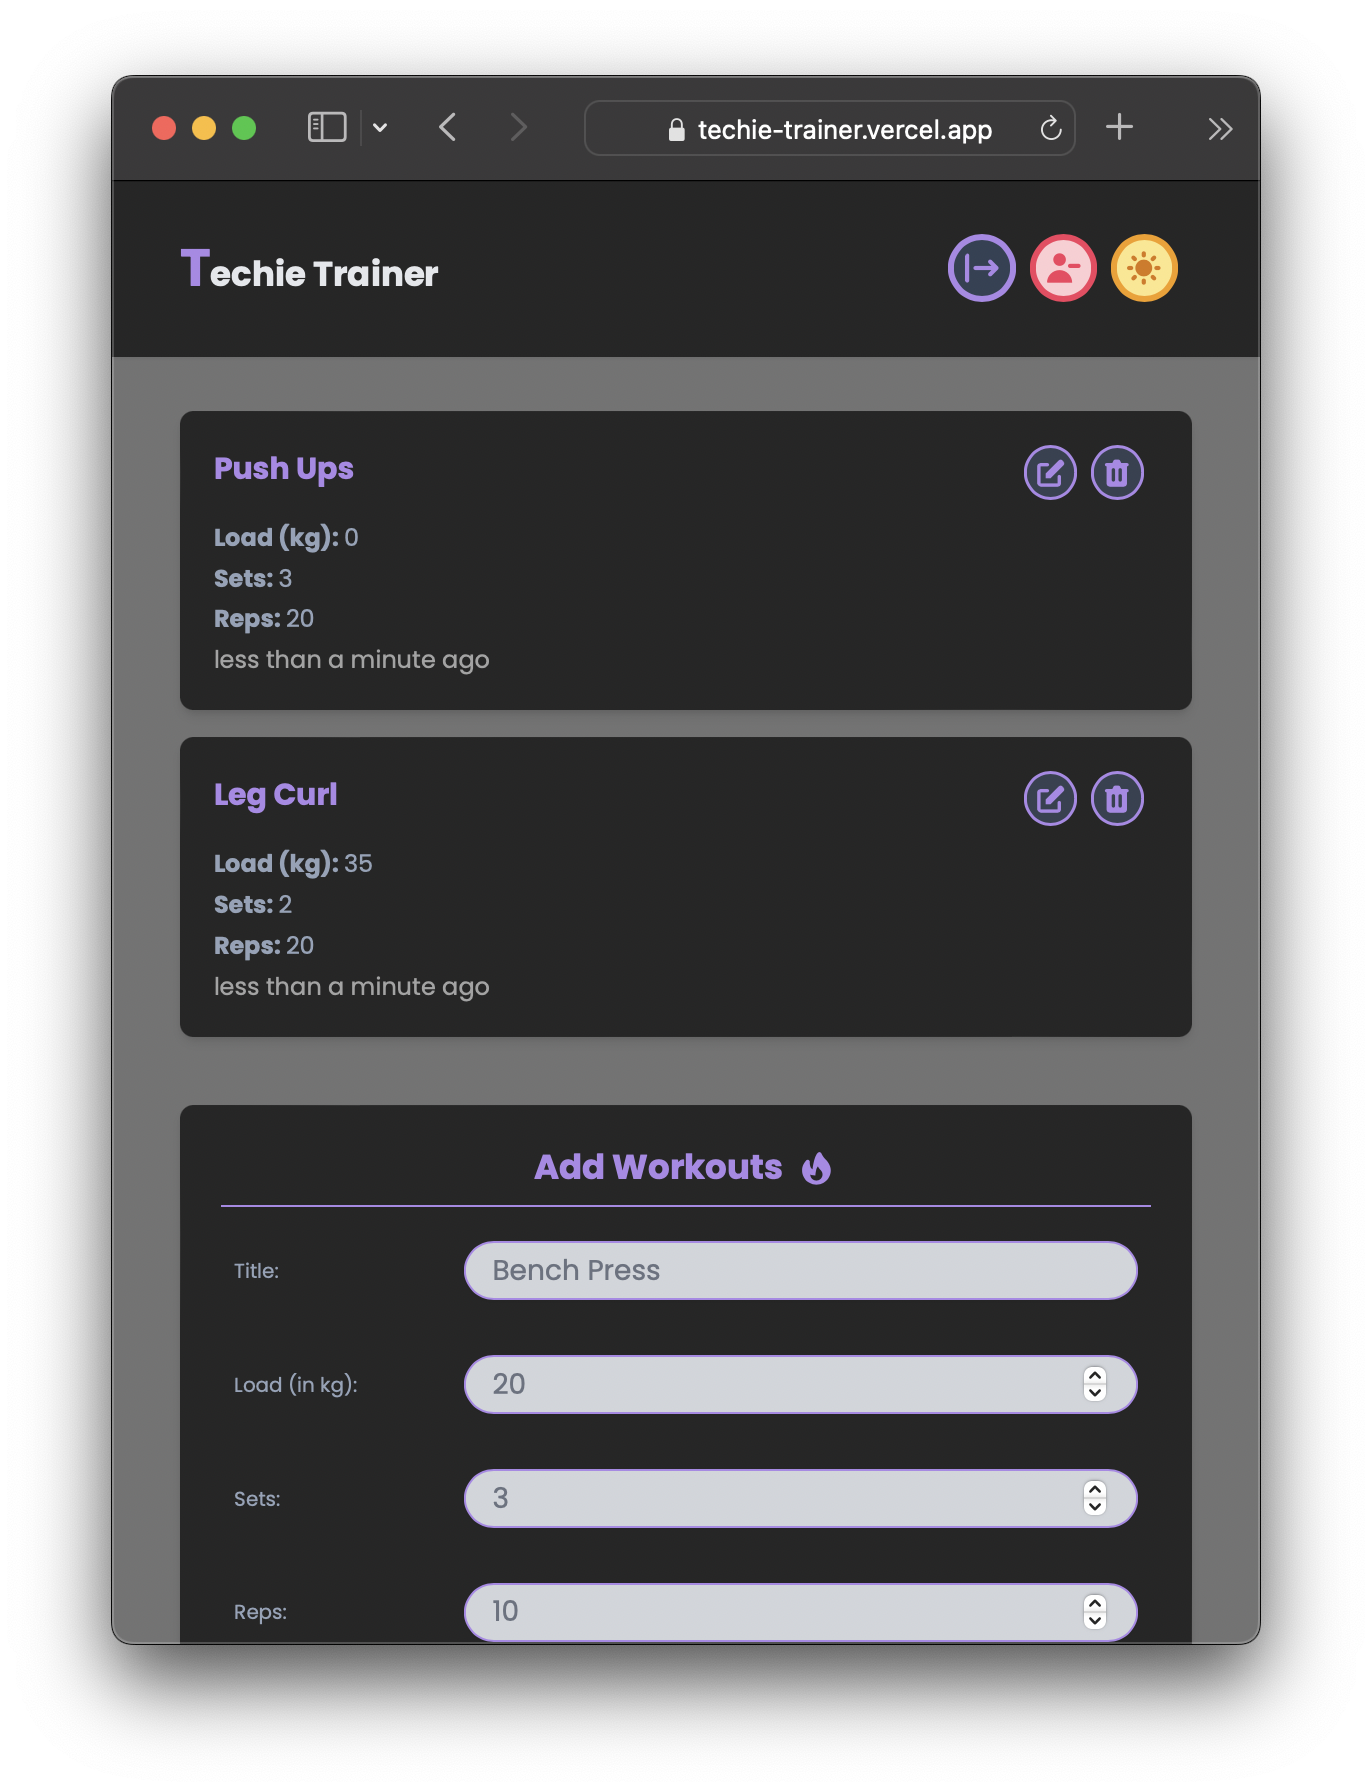 techie-trainer.vercel.app
Techie Trainer
Push Ups
Load (kg): 0
Sets: 3
Reps: 20
less than a minute ago
Leg Curl
Load (kg): 35
Sets: 2
Reps: 20
less than a minute ago
Add Workouts
Title: Bench Press
Load (in kg): 20
Sets: 3
Reps: 10